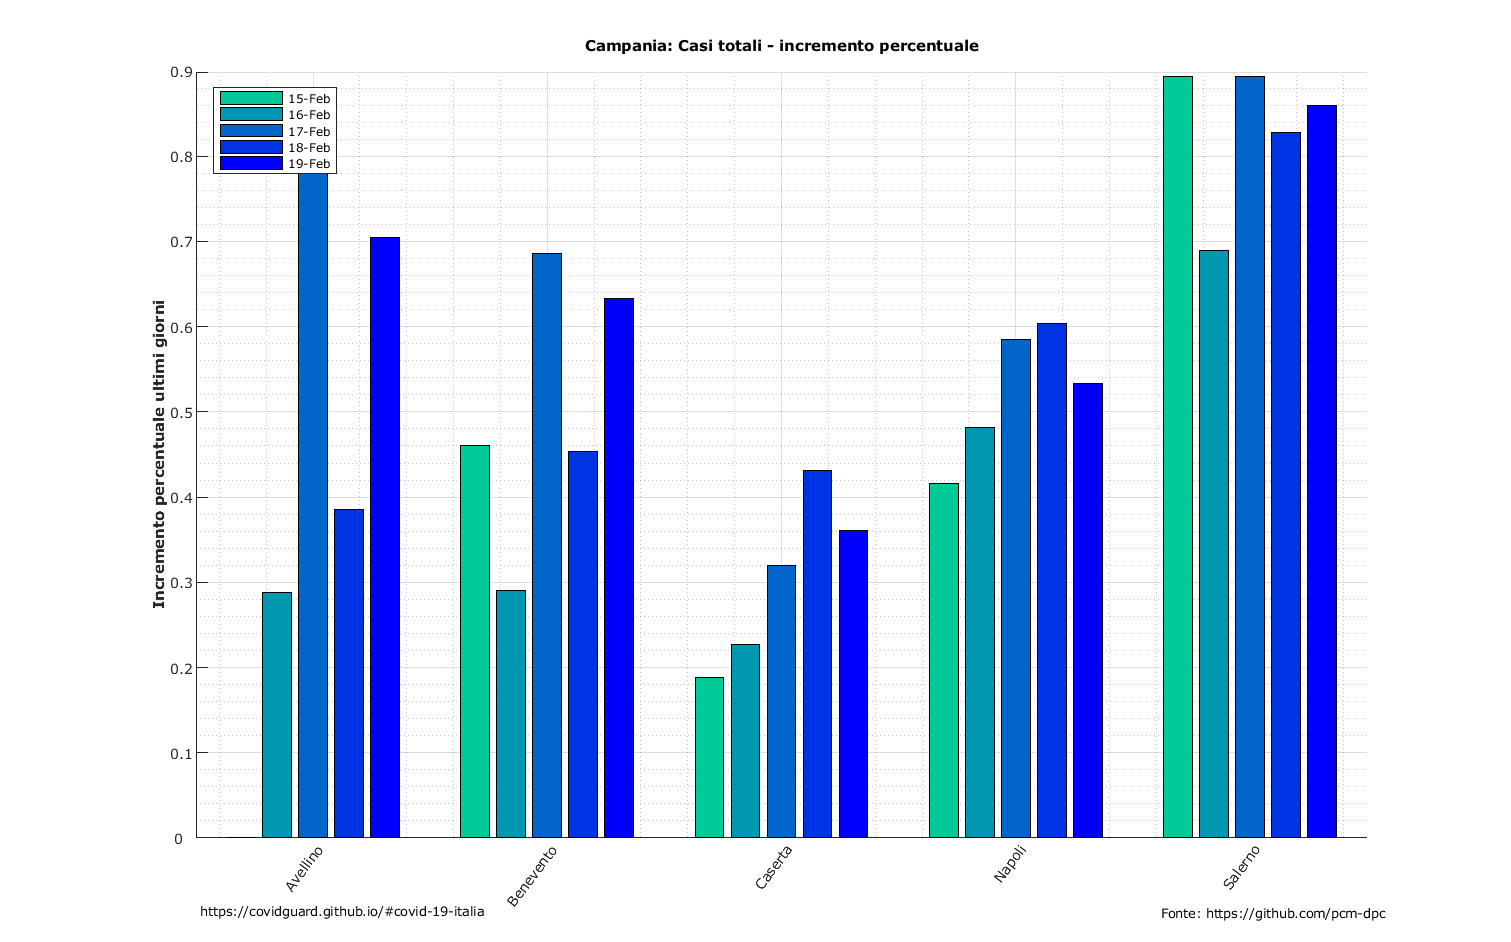 Campania: Casi totali - incremento percentuale
Incremento percentuale ultimi giorni
0.9
0.8
0.7
0.6
0.5
0.4
0.3
0.2
0.1
0
15-Feb
16-Feb
17-Feb
18-Feb
19-Feb
Avellino
Benevento
Caserta
Napoli
Salerno
https://covidguard.github.io/#covid-19-italia
Fonte: https://github.com/pcm-dpc